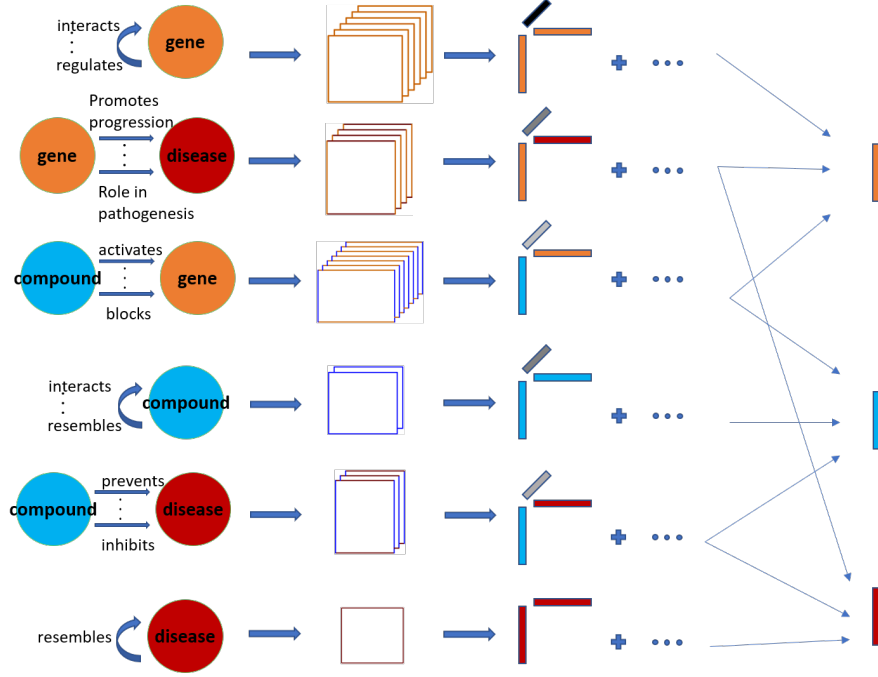 interacts
gene
regulates
Promotes
progression
gene
disease
Role in
pathogenesis
activates
compound
gene
blocks
interacts
compound
resembles
prevents
compound
disease
inhibits
resembles
disease